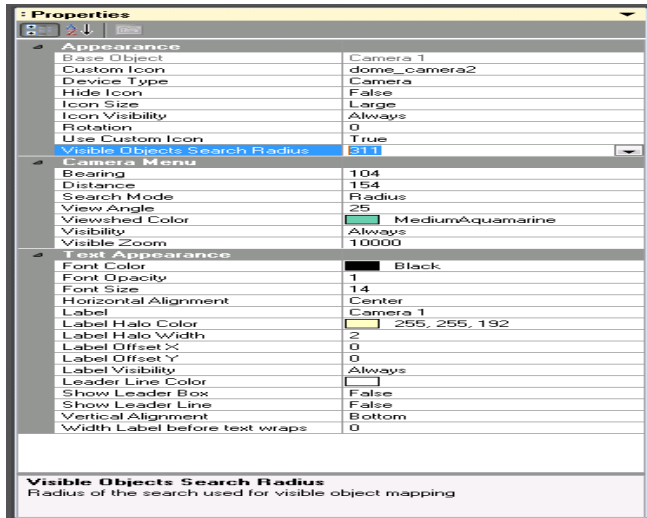 Properties
Appearance
Base Object Camera 1
Custom Icon dome_camera2
Device Type Camera
Hide Icon False
Icon Size Large
Icon Visibility Always
Rotation 0
Use Custom Icon True
Visible Objects Search Radius 311
Camera Menu
Bearing 104
Distance 154
Search Mode Radius
View Angle 25
Viewshed Color MediumAquamarine
Visibility Always
Visible Zoom 10000
Text Appearance
Font Color Black
Font Opacity 1
Font Size 14
Horizontal Alignment Center
Label Camera 1
Label Halo Color 255, 255, 192
Label Halo Width 2
Label Offset X 0
Label Offset Y 0
Label Visibility Always
Leader Line Color
Show Leader Box False
Show Leader Line False
Vertical Alignment Bottom
Width Label before text wraps 0
Visible Objects Search Radius
Radius of the search used for visible object mapping